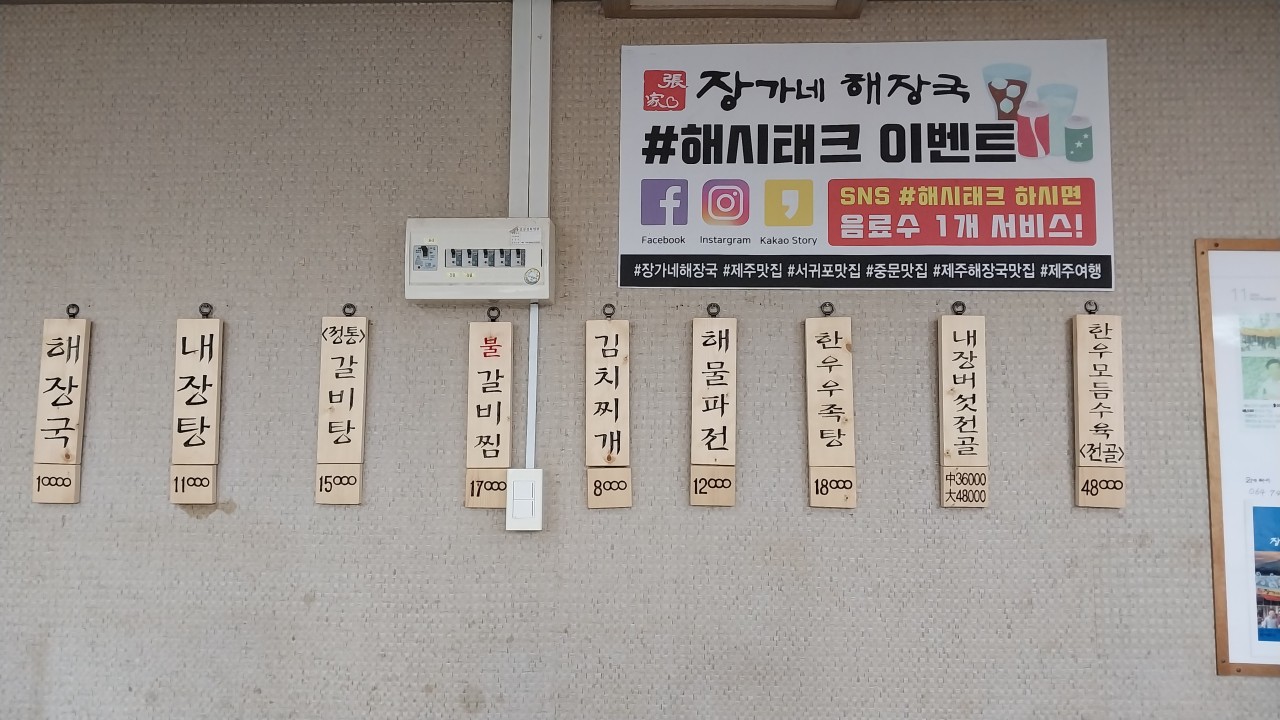 張家
장가네 해장국
#해시태크 이벤트
Facebook
Instargram
Kakao Story
SNS #해시태크 하시면
음료수 1개 서비스!
#장가네해장국 #제주맛집 #서귀포맛집 #중문맛집 #제주해장국맛집 #제주여행
해장국
10000
내장탕
11000
<정통>갈비탕
15000
불갈비찜
17000
김치찌개
8000
해물파전
12000
한우우족탕
18000
내장버섯전골
中36000
大48000
한우모듬수육<전골>
48000